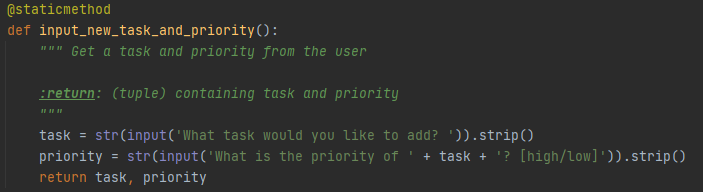 @staticmethod
def input_new_task_and_priority():
    """ Get a task and priority from the user

    :return: (tuple) containing task and priority
    """
    task = str(input('What task would you like to add? ')).strip()
    priority = str(input('What is the priority of ' + task + '? [high/low]')).strip()
    return task, priority